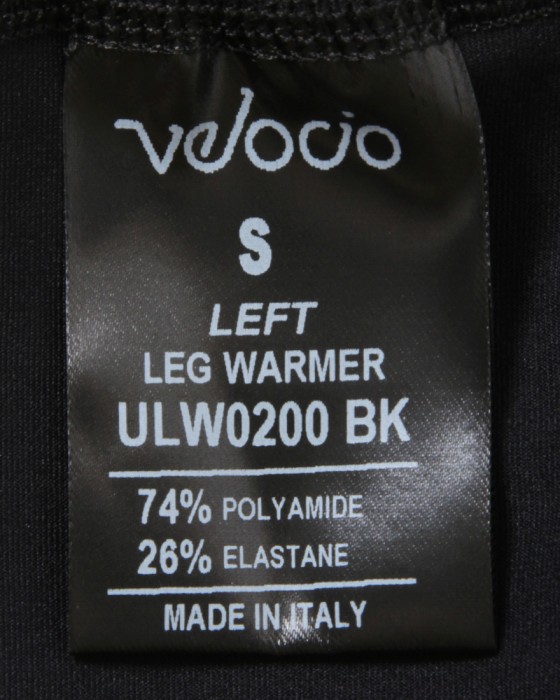 Velocio
S
LEFT
LEG WARMER
ULW0200 BK
74% POLYAMIDE
26% ELASTANE
MADE IN ITALY